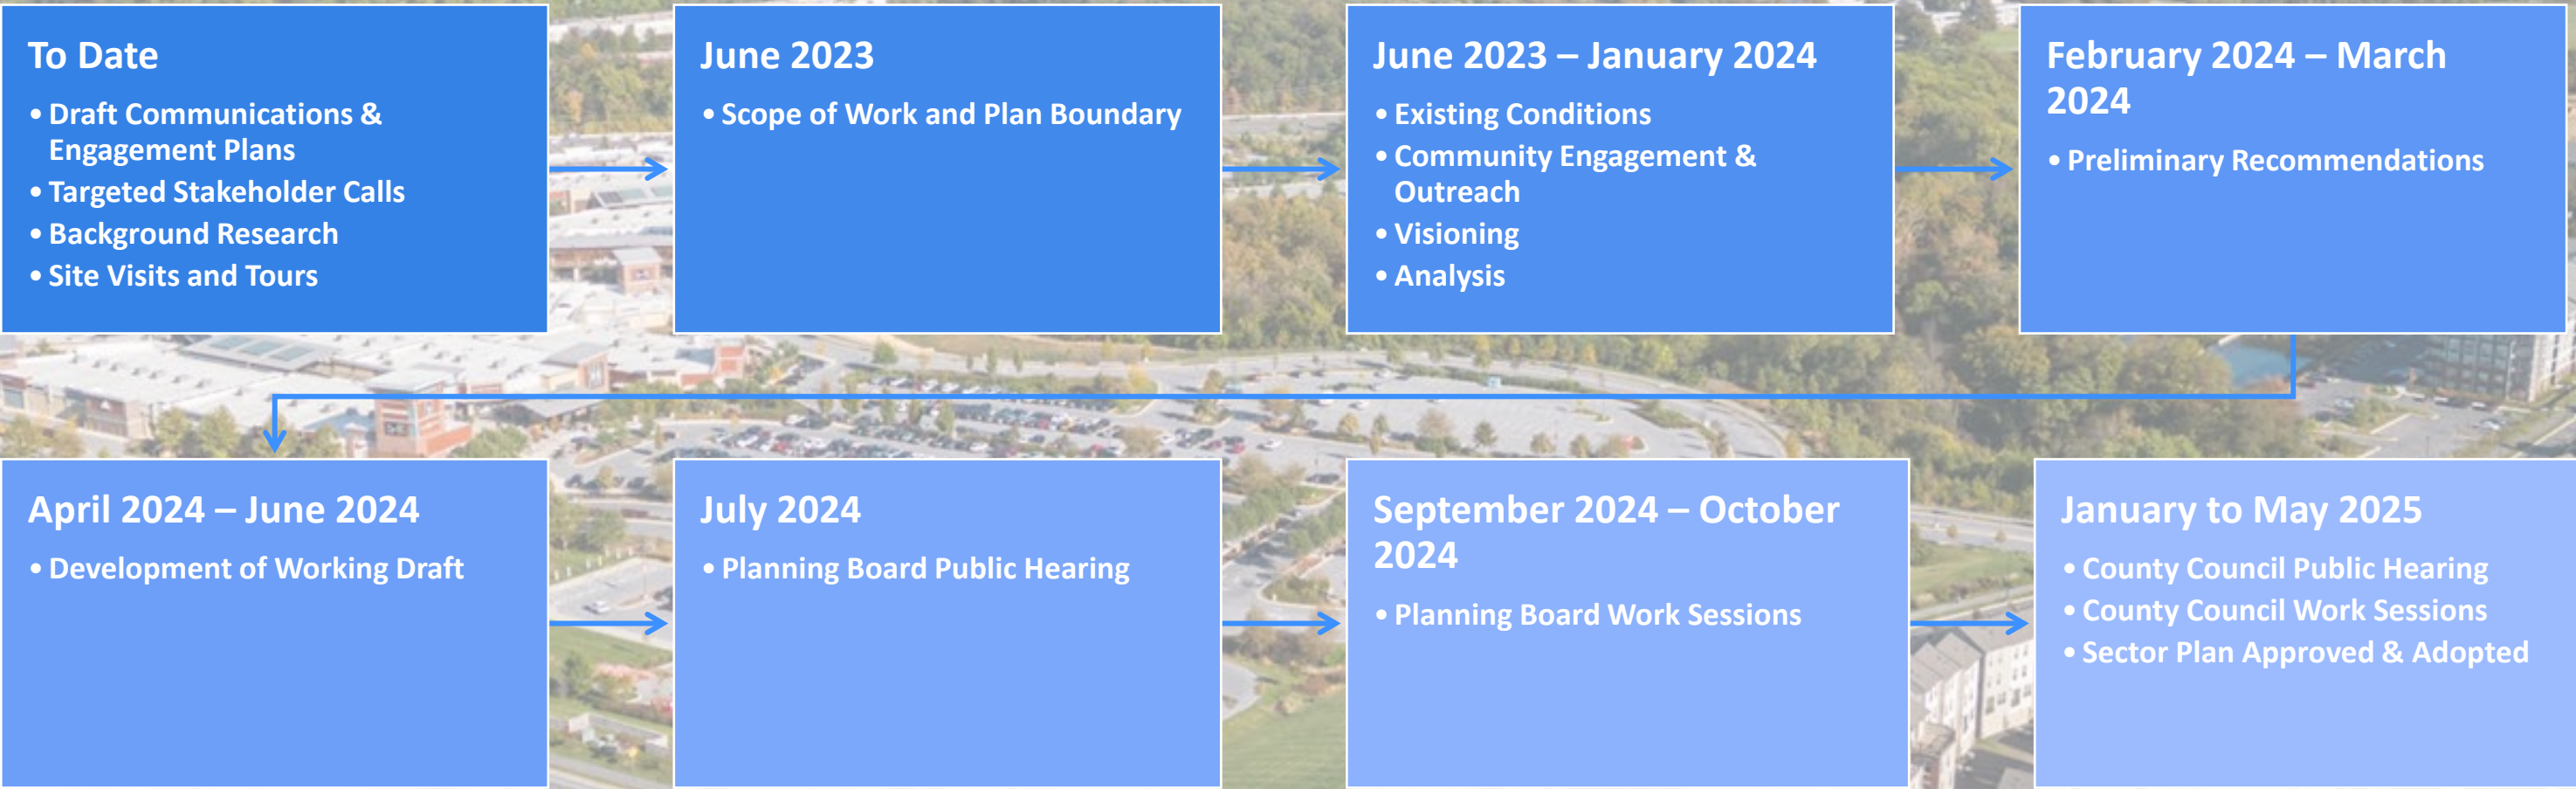 To Date
• Draft Communications &
Engagement Plans
• Targeted Stakeholder Calls
• Background Research
• Site Visits and Tours
June 2023
• Scope of Work and Plan Boundary
June 2023 – January 2024
• Existing Conditions
• Community Engagement &
Outreach
• Visioning
• Analysis
February 2024 – March
2024
• Preliminary Recommendations
April 2024 – June 2024
• Development of Working Draft
July 2024
• Planning Board Public Hearing
September 2024 – October
2024
• Planning Board Work Sessions
January to May 2025
• County Council Public Hearing
• County Council Work Sessions
• Sector Plan Approved & Adopted